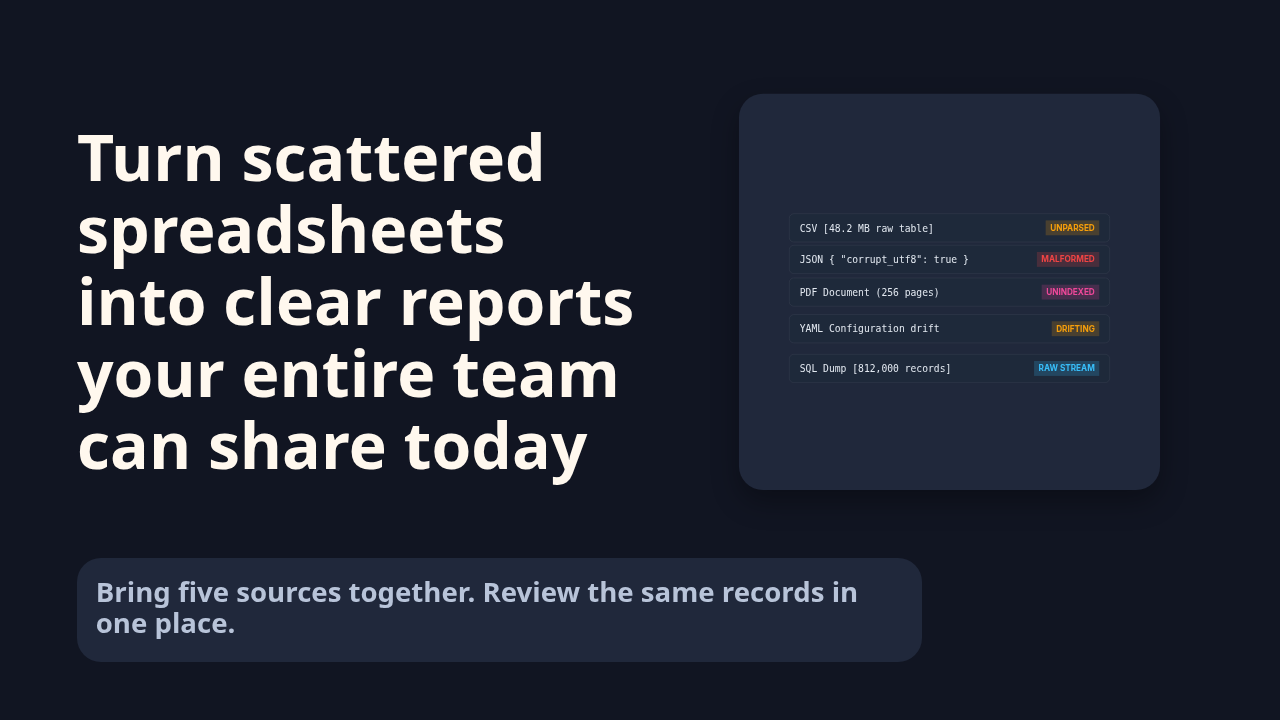 Turn scattered
spreadsheets
into clear reports
your entire team
can share today
CSV [48.2 MB raw table] UNPARSED
JSON { "corrupt_utf8": true } MALFORMED
PDF Document (256 pages) UNINDEXED
YAML Configuration drift DRIFTING
SQL Dump [812,000 records] RAW STREAM
Bring five sources together. Review the same records in
one place.